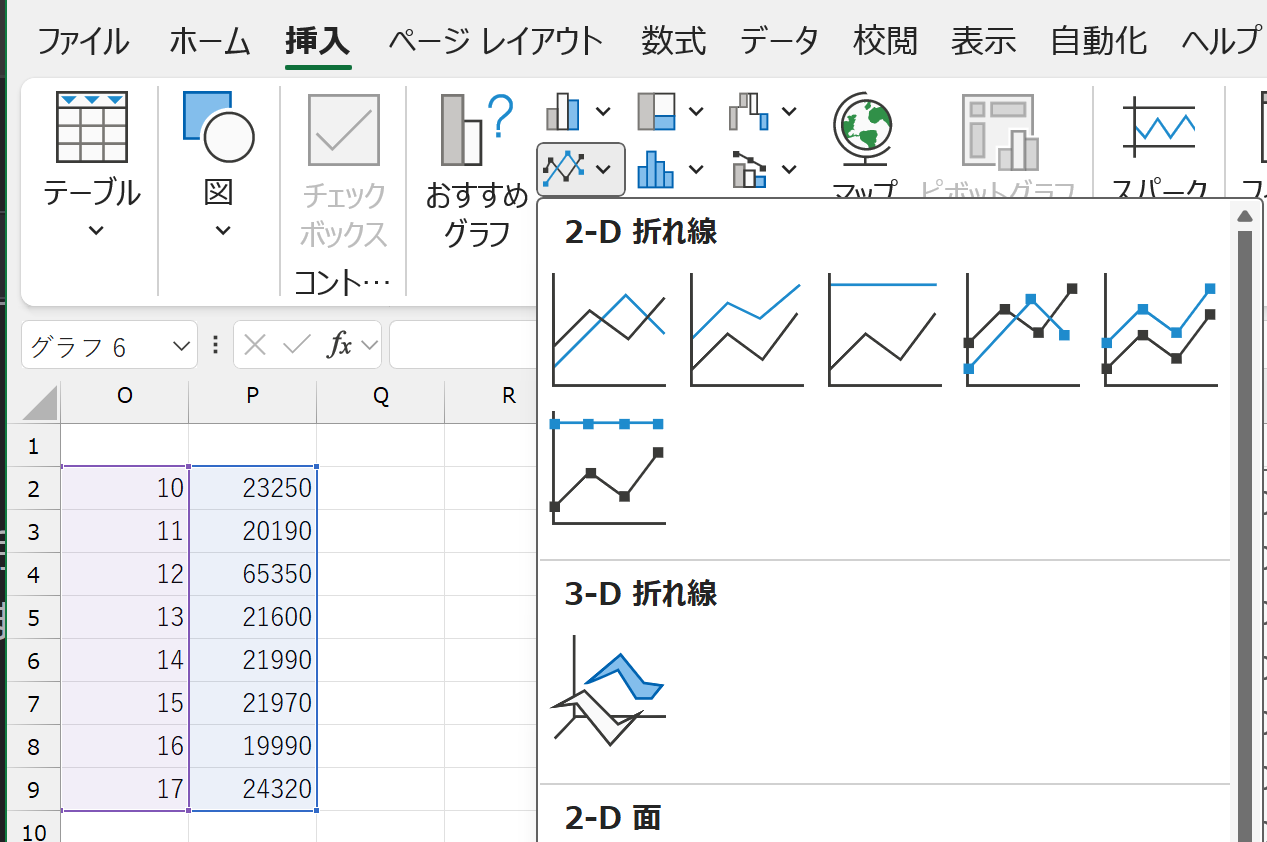 ファイル ホーム 挿入 ページ レイアウト 数式 データ 校閲 表示 自動化 ヘルプ
テーブル
図
チェック
ボックス
コント…
おすすめ
グラフ
マップ
ピボットグラフ
スパーク
2-D 折れ線
3-D 折れ線
2-D 面
グラフ 6
fx
O P Q R
1
2 10 23250
3 11 20190
4 12 65350
5 13 21600
6 14 21990
7 15 21970
8 16 19990
9 17 24320
10